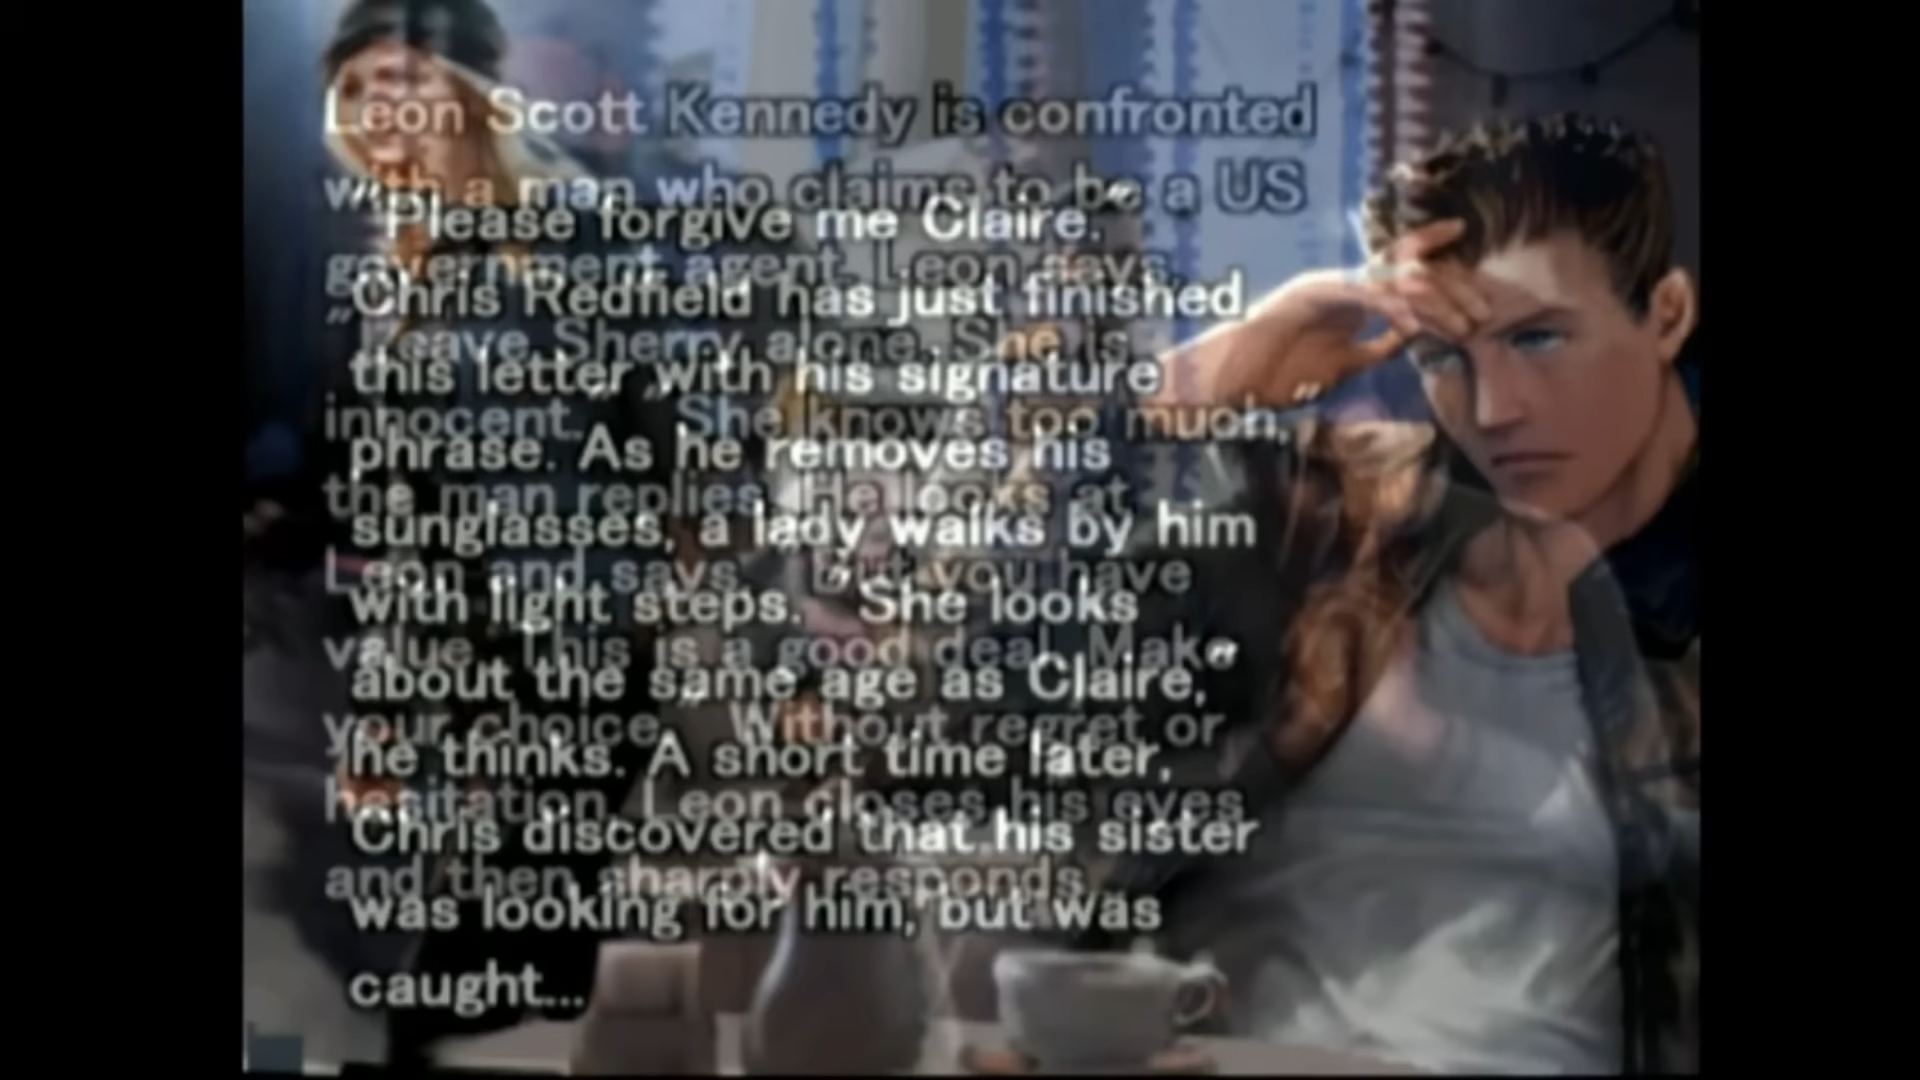 Leon Scott Kennedy is confronted
with a man who claims to be a US
government agent. Leon says,
"Leave Sherry alone. She is
innocent." "She knows too much,"
the man replies. He looks at
Leon and says, "But you have
value. This is a good deal. Make
your choice." Without regret or
hesitation, Leon closes his eyes
and then sharply responds...
"Please forgive me Claire."
Chris Redfield has just finished
this letter with his signature
phrase. As he removes his
sunglasses, a lady walks by him
with light steps. "She looks
about the same age as Claire,"
he thinks. A short time later,
Chris discovered that his sister
was looking for him, but was
caught...